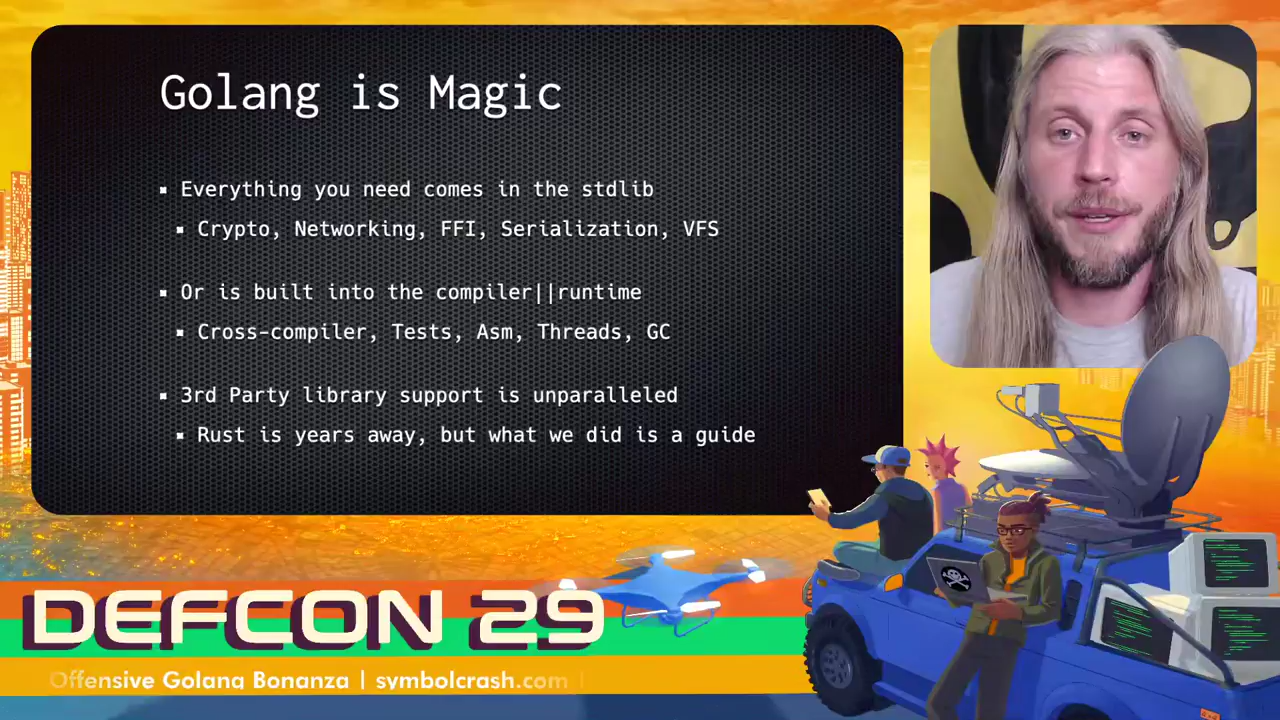 Golang is Magic
▪ Everything you need comes in the stdlib
▪ Crypto, Networking, FFI, Serialization, VFS
▪ Or is built into the compiler||runtime
▪ Cross-compiler, Tests, Asm, Threads, GC
▪ 3rd Party library support is unparalleled
▪ Rust is years away, but what we did is a guide
DEFCON 29
Offensive Golang Bonanza | symbolcrash.com |